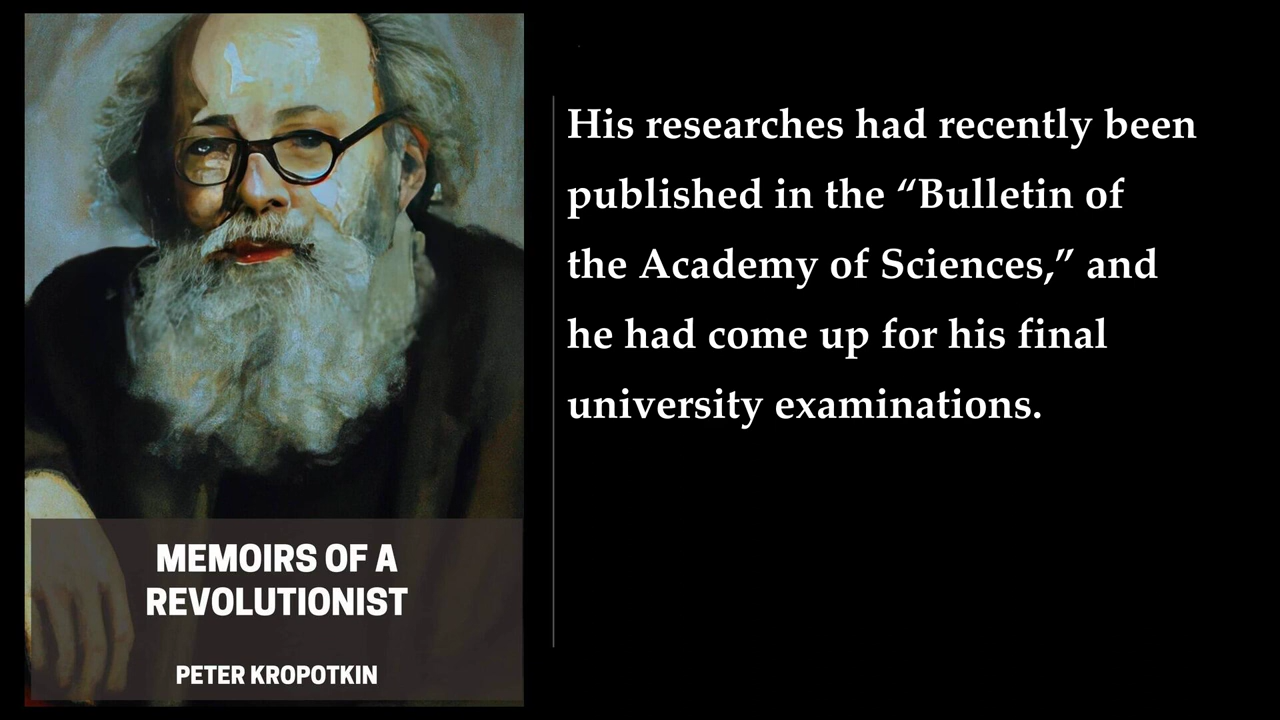 His researches had recently been
published in the “Bulletin of
the Academy of Sciences,” and
he had come up for his final
university examinations.
MEMOIRS OF A
REVOLUTIONIST
PETER KROPOTKIN